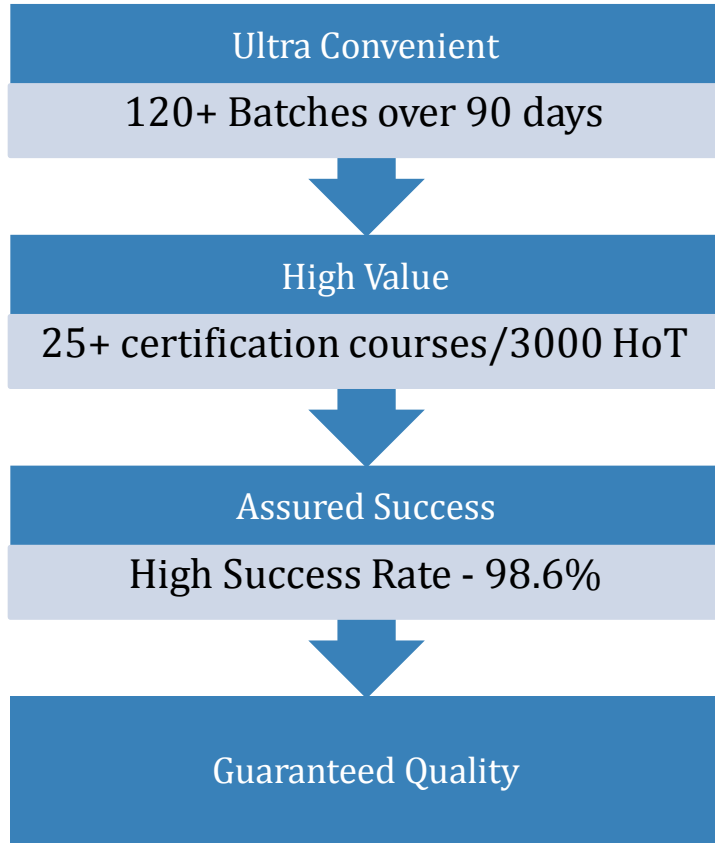 Ultra Convenient
120+ Batches over 90 days
High Value
25+ certification courses/3000 HoT
Assured Success
High Success Rate - 98.6%
Guaranteed Quality